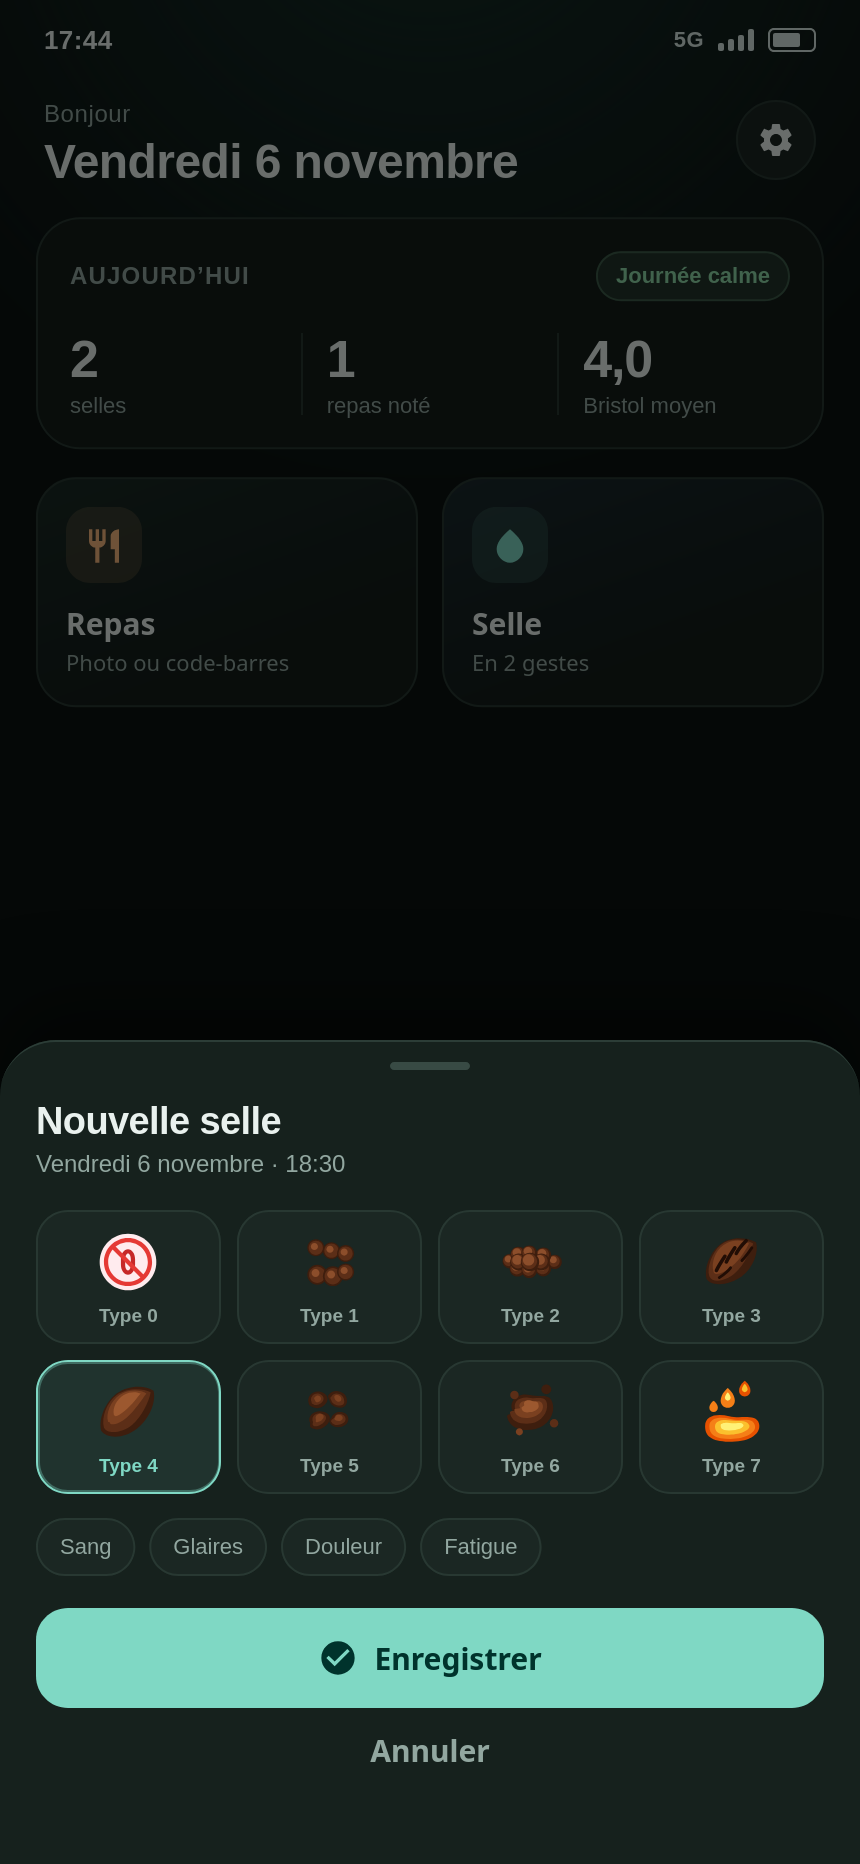 17:44
5G
Bonjour
Vendredi 6 novembre
AUJOURD’HUI
Journée calme
2
selles
1
repas noté
4,0
Bristol moyen
Repas
Photo ou code-barres
Selle
En 2 gestes
Nouvelle selle
Vendredi 6 novembre · 18:30
0
Type 0
Type 1
Type 2
Type 3
Type 4
Type 5
Type 6
Type 7
Sang
Glaires
Douleur
Fatigue
Enregistrer
Annuler